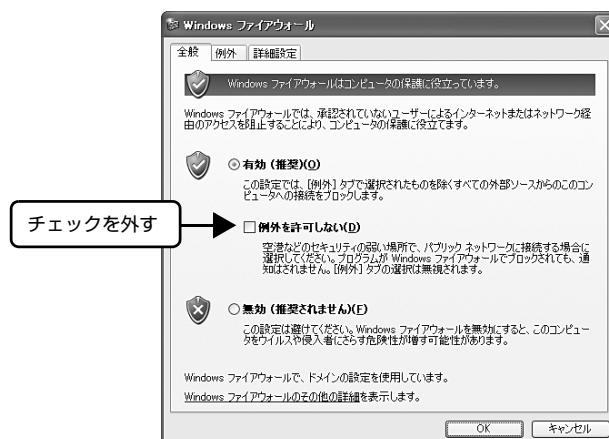 Windows ファイアウォール
全般
例外
詳細設定
Windows ファイアウォールはコンピュータの保護に役立っています。
Windows ファイアウォールでは、承認されていないユーザーによるインターネットまたはネットワーク経
由のアクセスを阻止することにより、コンピュータの保護に役立てます。
有効 (推奨)(O)
この設定では、[例外] タブで選択されたものを除くすべての外部ソースからのこのコン
ピュータへの接続をブロックします。
チェックを外す
例外を許可しない(D)
空港などのセキュリティの弱い場所で、パブリック ネットワークに接続する場合に
選択してください。プログラムが Windows ファイアウォールでブロックされても、通
知はされません。[例外] タブの選択は無視されます。
無効 (推奨されません)(F)
この設定は避けてください。Windows ファイアウォールを無効にすると、このコンピュー
タをウイルスや侵入者にさらす危険性が増す可能性があります。
Windows ファイアウォールで、ドメインの設定を使用しています。
Windows ファイアウォールのその他の詳細を表示します。
OK
キャンセル